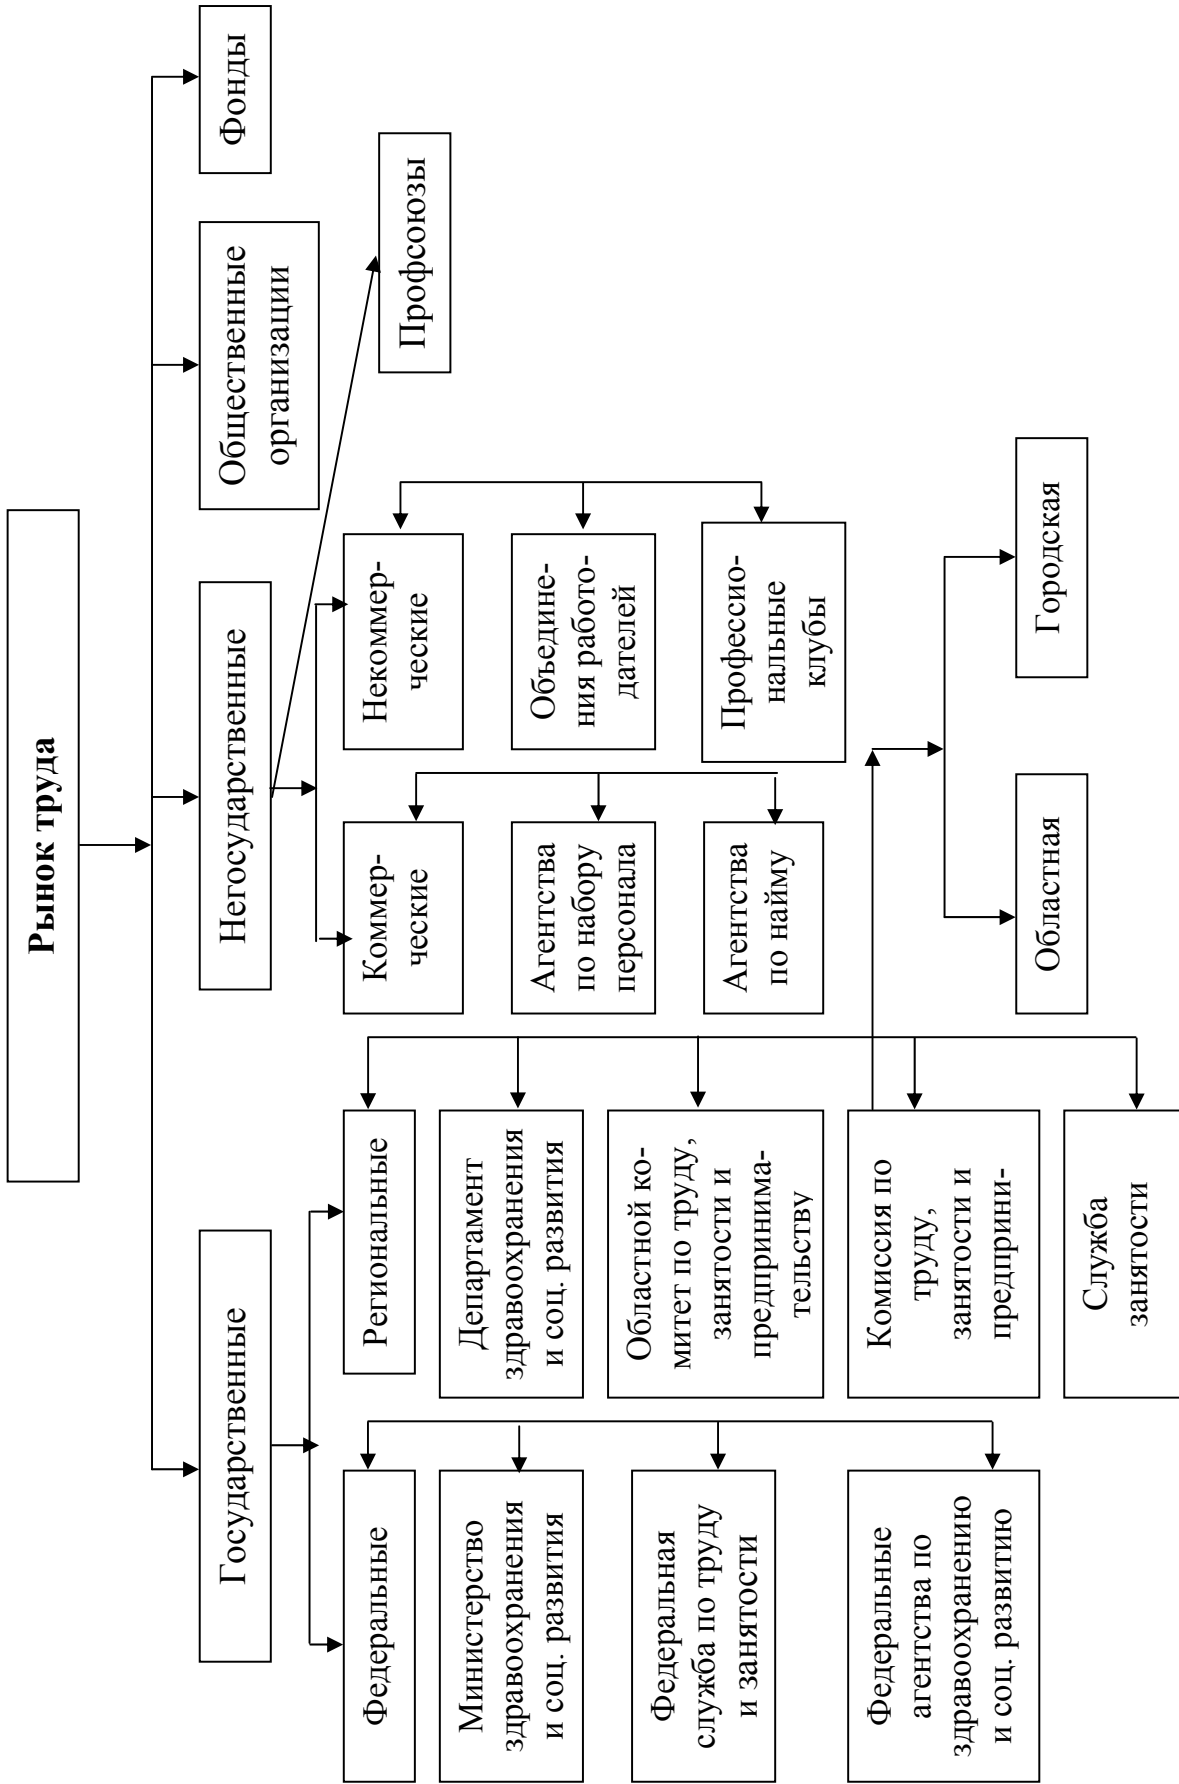 Рынок труда
Государственные
Негосударственные
Общественные
организации
Фонды
Федеральные
Региональные
Коммер-
ческие
Некоммер-
ческие
Профсоюзы
Министерство
здравоохранения
и соц. развития
Департамент
здравоохранения
и соц. развития
Агентства
по набору
персонала
Объедине-
ния работо-
дателей
Федеральная
служба по труду
и занятости
Областной ко-
митет по труду,
занятости и
предпринима-
тельству
Агентства
по найму
Профессио-
нальные
клубы
Федеральные
агентства по
здравоохранению
и соц. развитию
Комиссия по
труду,
занятости и
предприни-
Служба
занятости
Областная
Городская